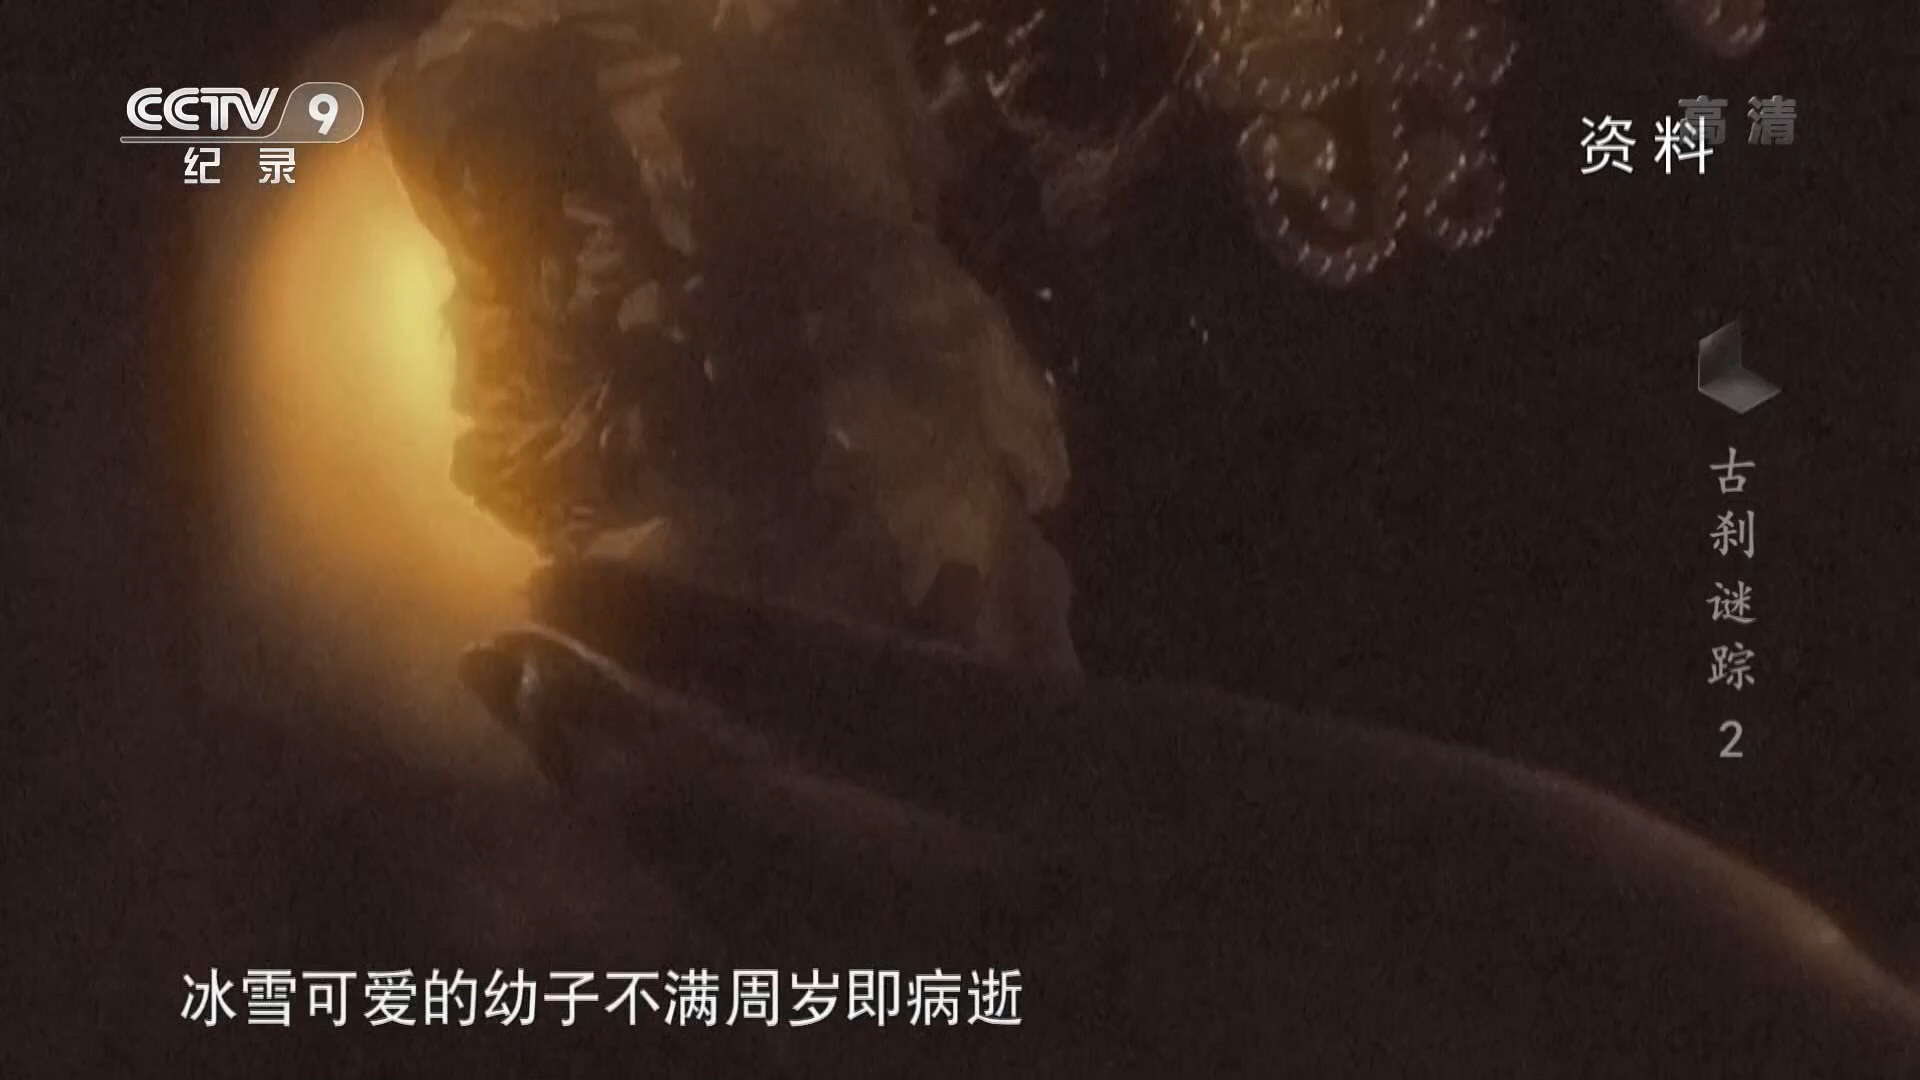 CCTV 9
纪录
高清
资料
古刹谜踪 2
冰雪可爱的幼子不满周岁即病逝